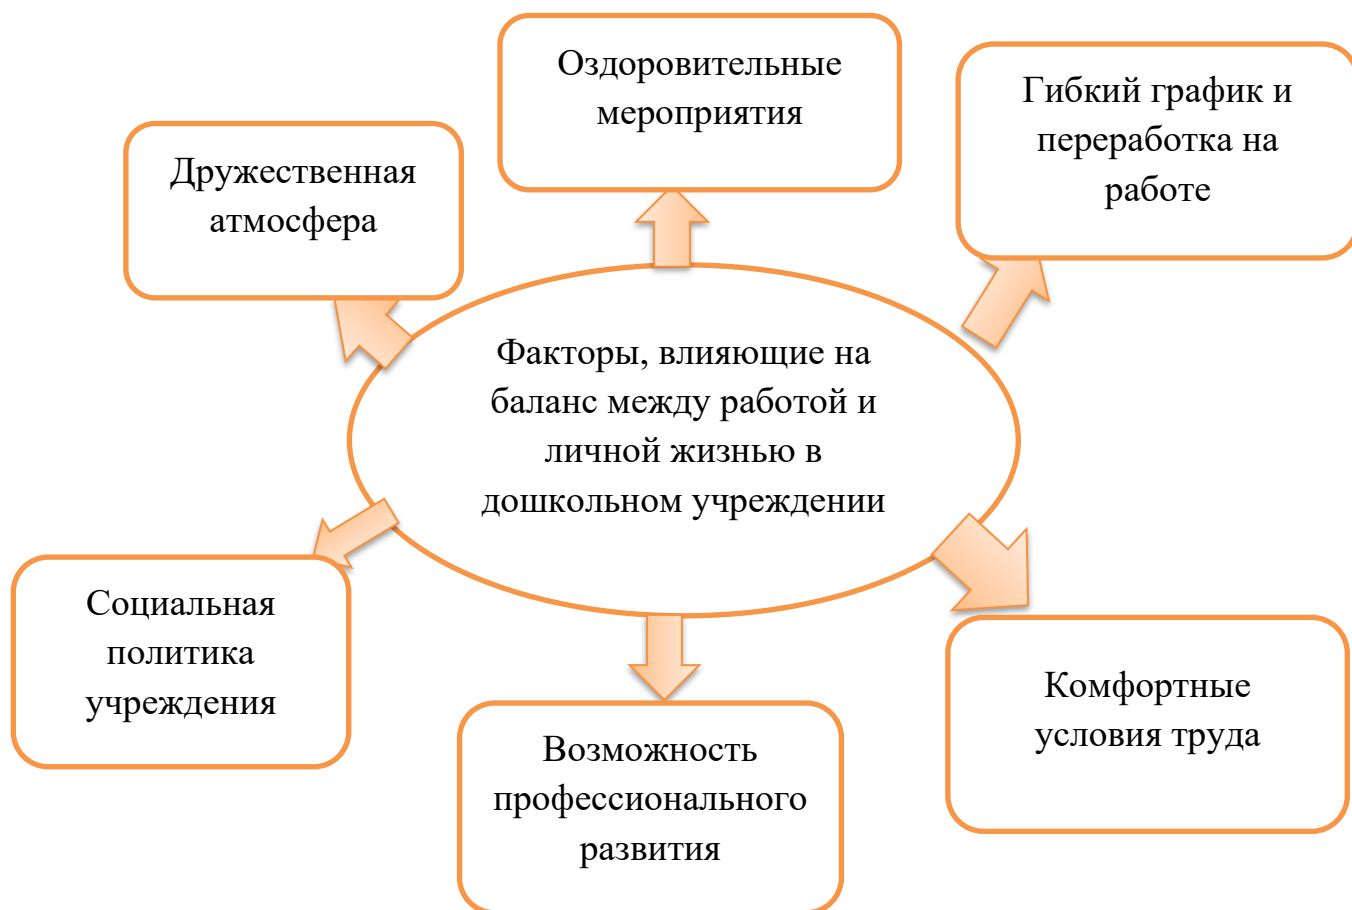 Оздоровительные
мероприятия
Гибкий график и
переработка на
работе
Дружественная
атмосфера
Факторы, влияющие на
баланс между работой и
личной жизнью в
дошкольном учреждении
Социальная
политика
учреждения
Комфортные
условия труда
Возможность
профессионального
развития